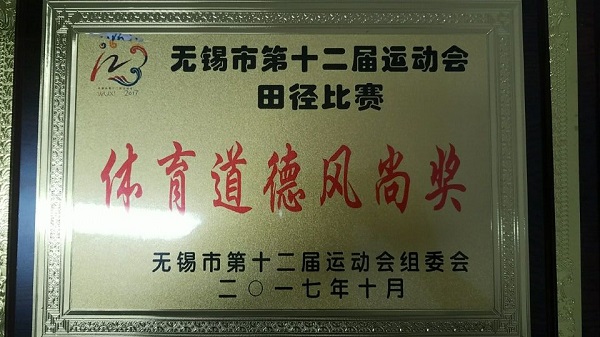 无锡市第十二届运动会
田径比赛
体育道德风尚奖
无锡市第十二届运动会组委会
二〇一七年十月